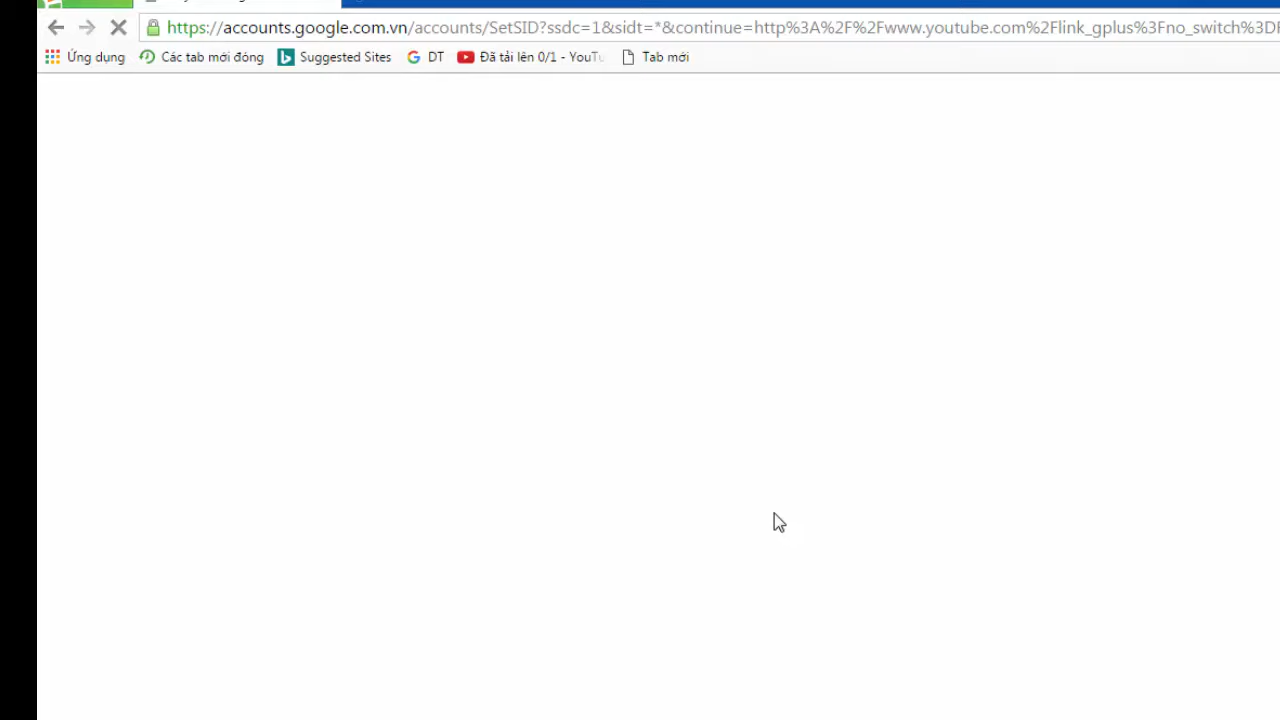 https://accounts.google.com.vn/accounts/SetSID?ssdc=1&sidt=*&continue=http%3A%2F%2Fwww.youtube.com%2Flink_gplus%3Fno_switch%3D
Ứng dụng Các tab mới đóng Suggested Sites DT Đã tải lên 0/1 - YouTu Tab mới